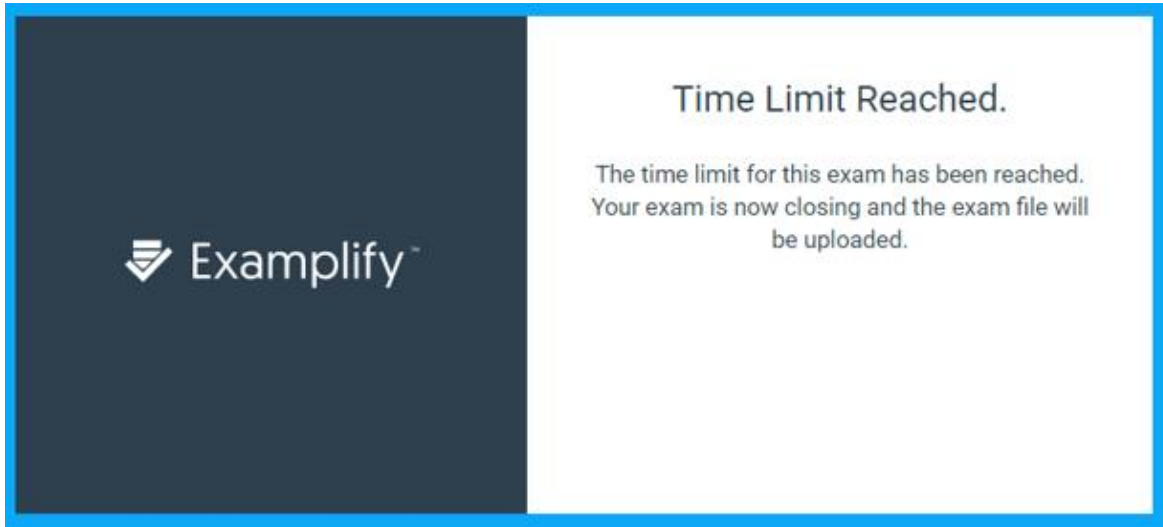 Examplify™
Time Limit Reached.
The time limit for this exam has been reached.
Your exam is now closing and the exam file will
be uploaded.